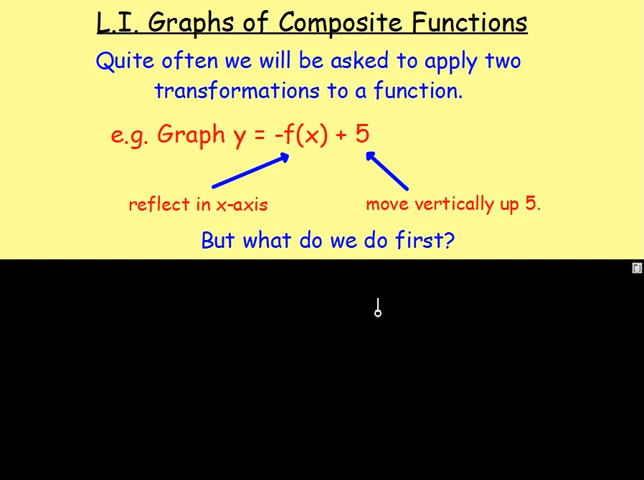 L.I. Graphs of Composite Functions
Quite often we will be asked to apply two
transformations to a function.
e.g. Graph y = -f(x) + 5
reflect in x-axis
move vertically up 5.
But what do we do first?